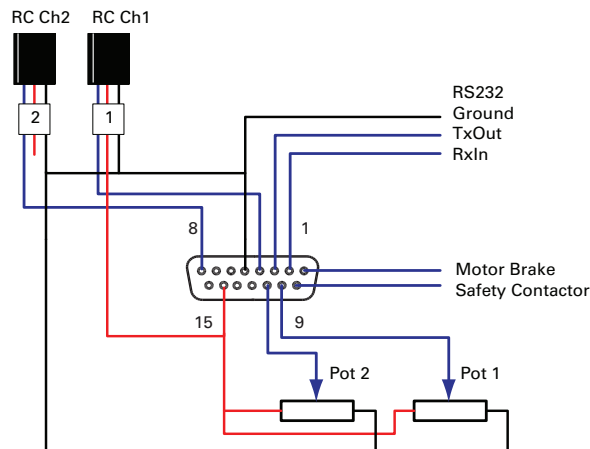 RC Ch2
RC Ch1
2
1
RS232
Ground
TxOut
RxIn
8
1
Motor Brake
Safety Contactor
15
9
Pot 2
Pot 1